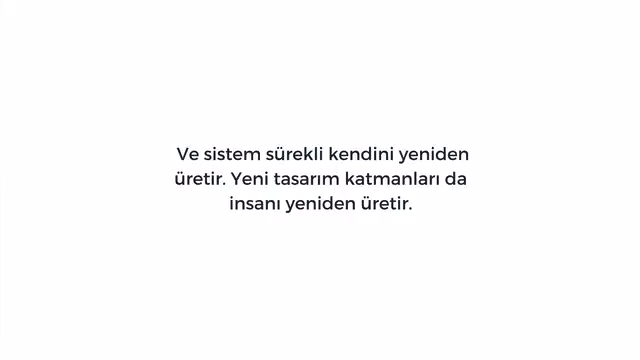 Ve sistem sürekli kendini yeniden
üretir. Yeni tasarım katmanları da
insanı yeniden üretir.